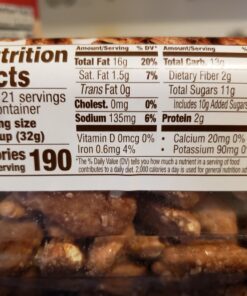 utrition
cts
21 servings
container
ng size
up (32g)
ories
serving 190
Amount/Serving % DV*
Total Fat 16g 20%
Sat. Fat 1.5g 7%
Trans Fat 0g
Cholest. 0mg 0%
Sodium 135mg 6%
Amount/Serving
Total Carb. 13g
Dietary Fiber 2g
Total Sugars 11g
Includes 10g Added Sugars
Protein 2g
Vitamin D 0mcg 0% • Calcium 20mg 0%
Iron 0.6mg 4% • Potassium 90mg 0%
*The % Daily Value (DV) tells you how much a nutrient in a serving of food
contributes to a daily diet. 2,000 calories a day is used for general nutrition ad